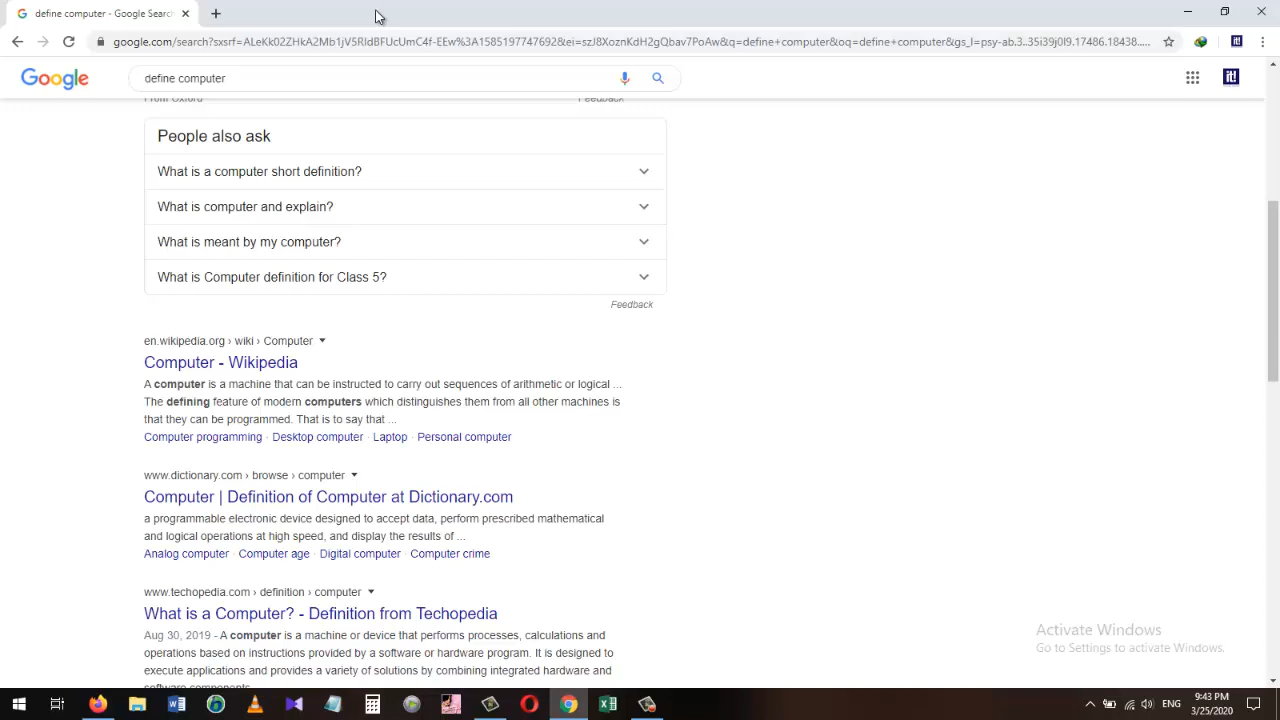 define computer - Google Searc
google.com/search?sxsrf=ALeKk02ZHkA2Mb1jV5RIdBFUcUmC4f-EEw%3A1585197747692&ei=szJ8XoznKdH2gQbav7PoAw&q=define+computer&oq=define+computer&gs_l=psy-ab.3..35i39j0l9.17486.18438.....
Google
define computer
it!
From Oxford
Feedback
People also ask
What is a computer short definition?
What is computer and explain?
What is meant by my computer?
What is Computer definition for Class 5?
Feedback
en.wikipedia.org › wiki › Computer
Computer - Wikipedia
A computer is a machine that can be instructed to carry out sequences of arithmetic or logical ...
The defining feature of modern computers which distinguishes them from all other machines is
that they can be programmed. That is to say that ...
Computer programming · Desktop computer · Laptop · Personal computer
www.dictionary.com › browse › computer
Computer | Definition of Computer at Dictionary.com
a programmable electronic device designed to accept data, perform prescribed mathematical
and logical operations at high speed, and display the results of ...
Analog computer · Computer age · Digital computer · Computer crime
www.techopedia.com › definition › computer
What is a Computer? - Definition from Techopedia
Aug 30, 2019 - A computer is a machine or device that performs processes, calculations and
operations based on instructions provided by a software or hardware program. It is designed to
execute applications and provides a variety of solutions by combining integrated hardware and
software components.
Activate Windows
Go to Settings to activate Windows.
ENG
9:43 PM
3/25/2020